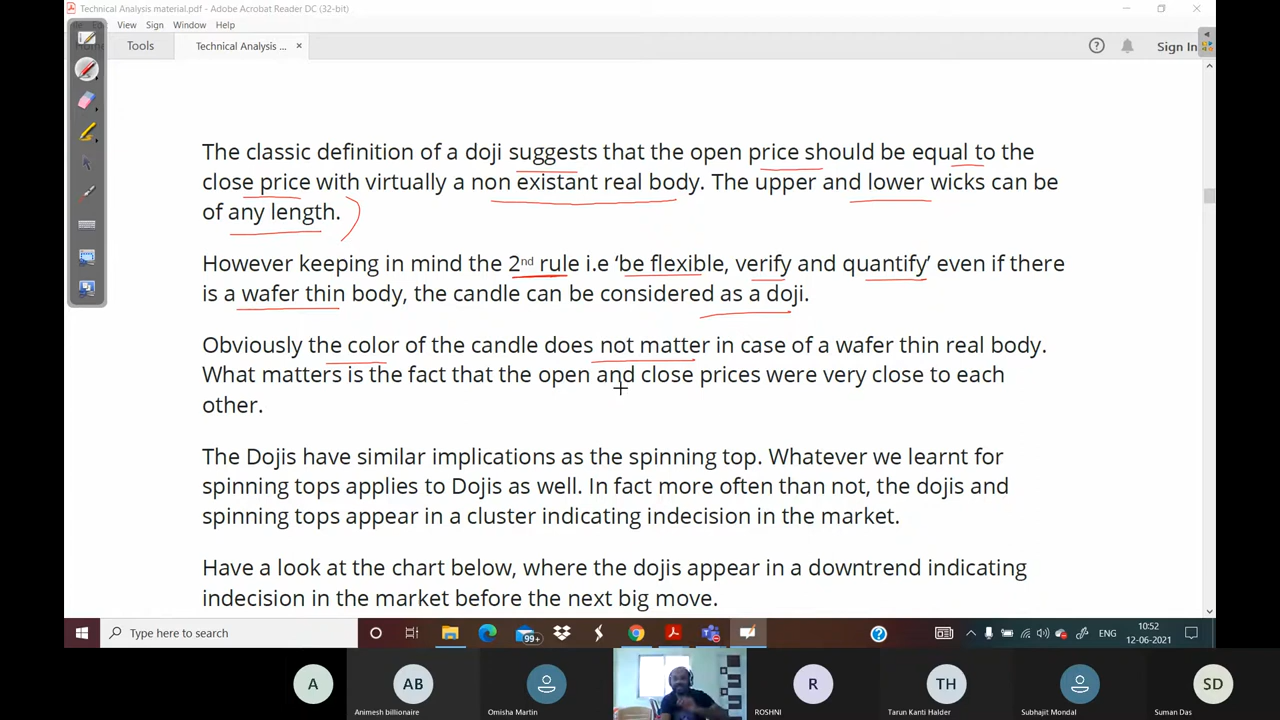 Technical Analysis material.pdf - Adobe Acrobat Reader DC (32-bit)
View Sign Window Help
Tools Technical Analysis ... × Sign In
The classic definition of a doji suggests that the open price should be equal to the
close price with virtually a non existant real body. The upper and lower wicks can be
of any length.
However keeping in mind the 2nd rule i.e ‘be flexible, verify and quantify’ even if there
is a wafer thin body, the candle can be considered as a doji.
Obviously the color of the candle does not matter in case of a wafer thin real body.
What matters is the fact that the open and close prices were very close to each
other.
The Dojis have similar implications as the spinning top. Whatever we learnt for
spinning tops applies to Dojis as well. In fact more often than not, the dojis and
spinning tops appear in a cluster indicating indecision in the market.
Have a look at the chart below, where the dojis appear in a downtrend indicating
indecision in the market before the next big move.
Type here to search 99+ ENG 10:52
12-06-2021
A AB R TH SD
Animesh billionaire Omisha Martin ROSHNI Tarun Kanti Halder Subhajit Mondal Suman Das